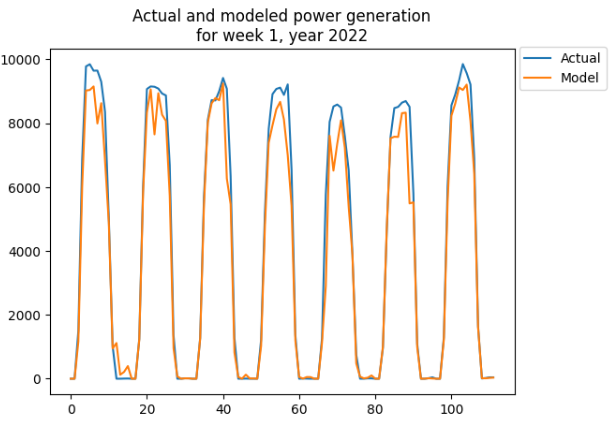 Actual and modeled power generation
for week 1, year 2022
Actual
Model
10000
8000
6000
4000
2000
0
0 20 40 60 80 100